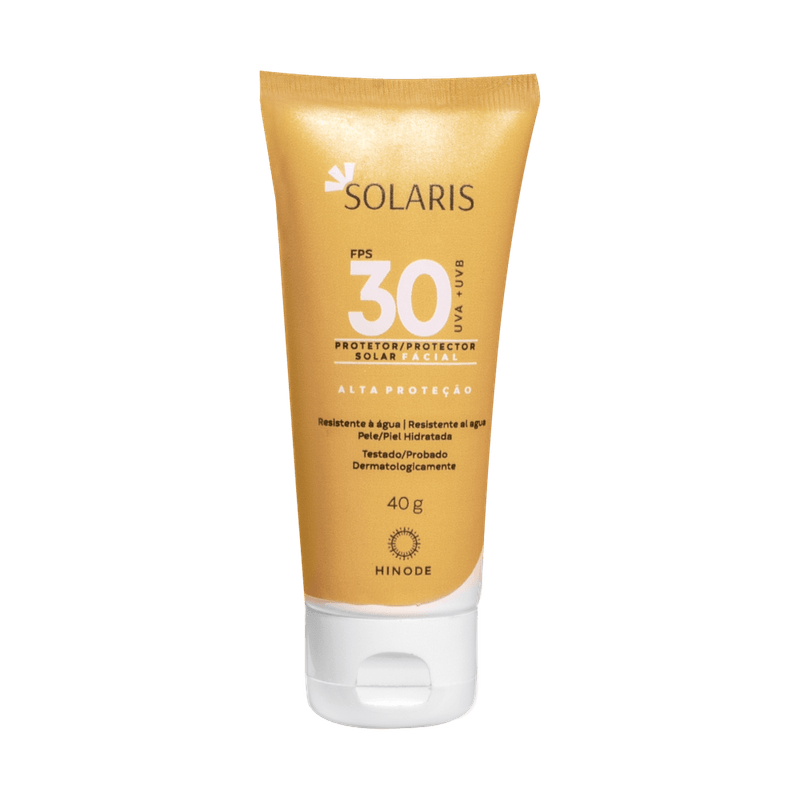 SOLARIS
FPS
30
UVA + UVB
PROTETOR/PROTECTOR
SOLAR FACIAL
ALTA PROTEÇÃO
Resistente à água | Resistente al agua
Pele/Piel Hidratada
Testado/Probado
Dermatologicamente
40 g
HINODE